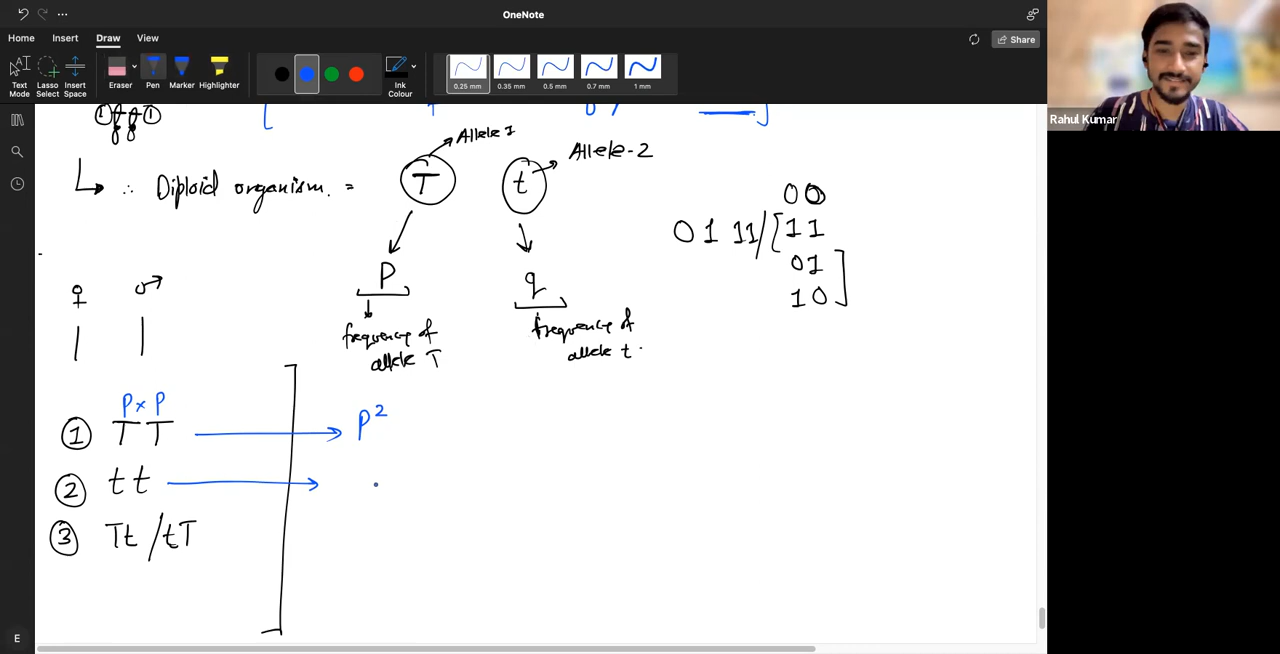 OneNote
Home Insert Draw View
Share
Text Mode
Lasso Select
Insert Space
Eraser
Pen
Marker
Highlighter
Ink Colour
0.25 mm
0.35 mm
0.5 mm
0.7 mm
1 mm
Rahul Kumar
Allele 1
Allele-2
∴ Diploid organism. = T t
00
01 11/[11
01
10]
P q
frequency of allele T
frequency of allele t.
♀ ♂
P×P
① TT → P²
② tt →
③ Tt/tT
E